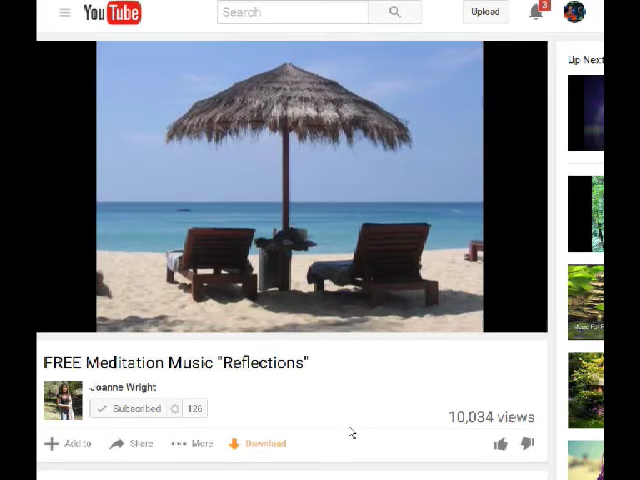 YouTube
Search
Upload
3
Up Next
FREE Meditation Music "Reflections"
Joanne Wright
Subscribed 126
10,034 views
Add to Share More Download